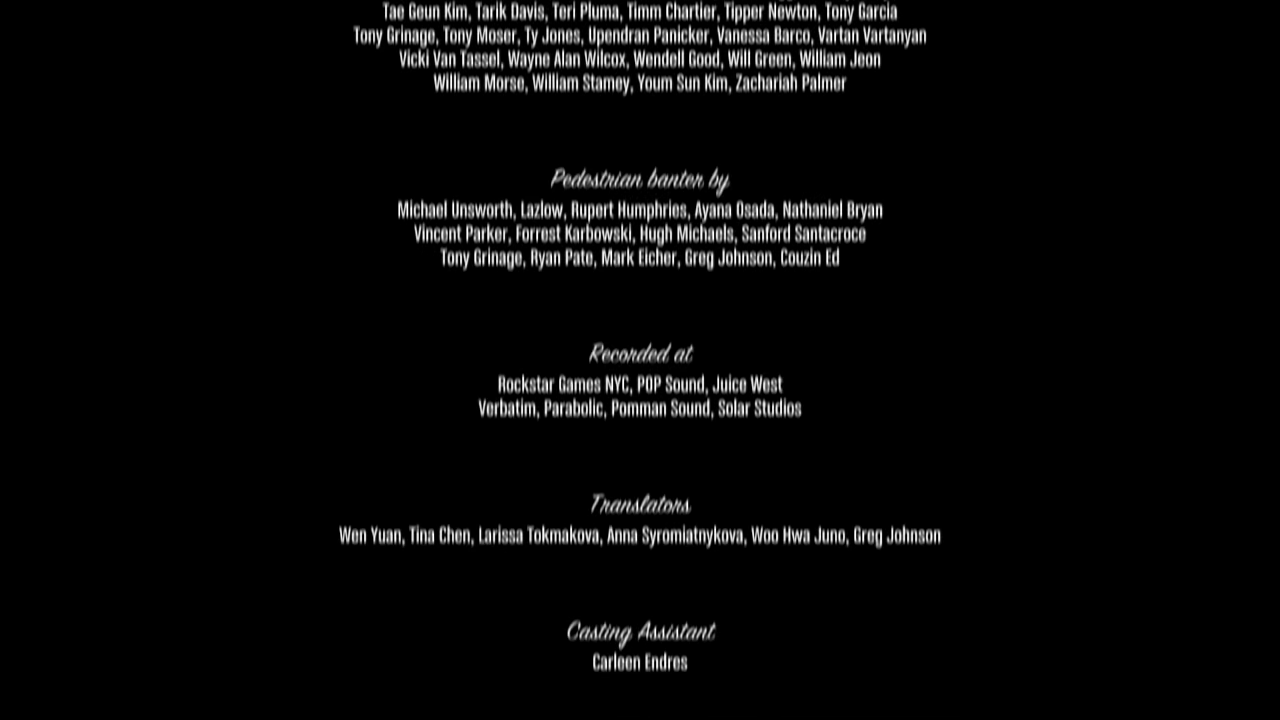 Tae Geun Kim, Tarik Davis, Teri Pluma, Timm Chartier, Tipper Newton, Tony Garcia
Tony Grinage, Tony Moser, Ty Jones, Upendran Panicker, Vanessa Barco, Vartan Vartanyan
Vicki Van Tassel, Wayne Alan Wilcox, Wendell Good, Will Green, William Jeon
William Morse, William Stamey, Youm Sun Kim, Zachariah Palmer
Pedestrian banter by
Michael Unsworth, Lazlow, Rupert Humphries, Ayana Osada, Nathaniel Bryan
Vincent Parker, Forrest Karbowski, Hugh Michaels, Sanford Santacroce
Tony Grinage, Ryan Pate, Mark Eicher, Greg Johnson, Couzin Ed
Recorded at
Rockstar Games NYC, POP Sound, Juice West
Verbatim, Parabolic, Pomman Sound, Solar Studios
Translators
Wen Yuan, Tina Chen, Larissa Tokmakova, Anna Syromiatnykova, Woo Hwa Juno, Greg Johnson
Casting Assistant
Carleen Endres